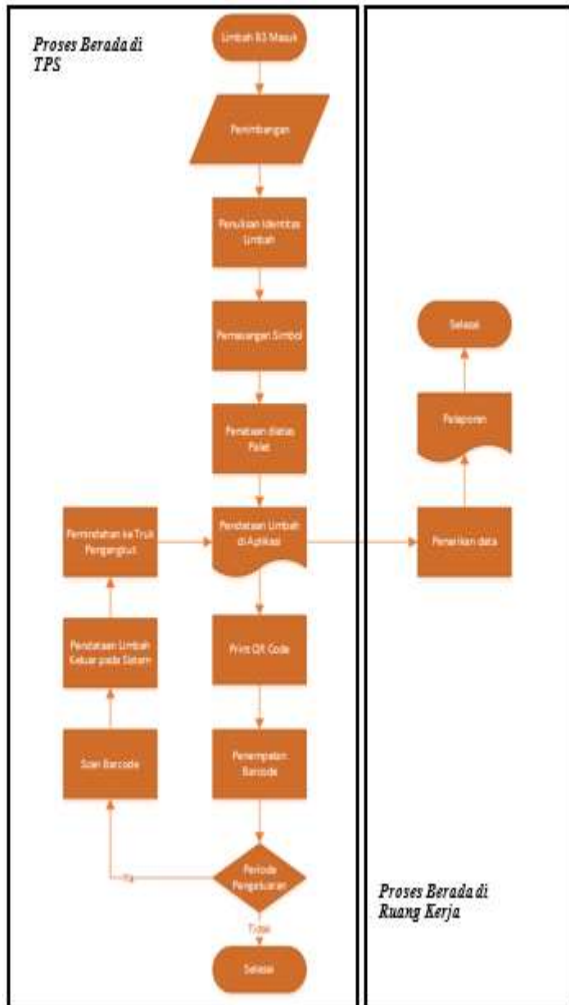 Proses Berada di
TPS
Limbah B3 Masuk
Penimbangan
Penulisan Identitas
Limbah
Pemasangan Simbol
Penataan diatas
Palet
Pendataan Limbah
di Aplikasi
Print QR Code
Penempatan
Barcode
Periode
Pengeluaran
Tidak
Selesai
Ya
Scan Barcode
Pendataan Limbah
Keluar pada Sistem
Pemindahan ke Truk
Pengangkut
Selesai
Pelaporan
Penarikan data
Proses Berada di
Ruang Kerja